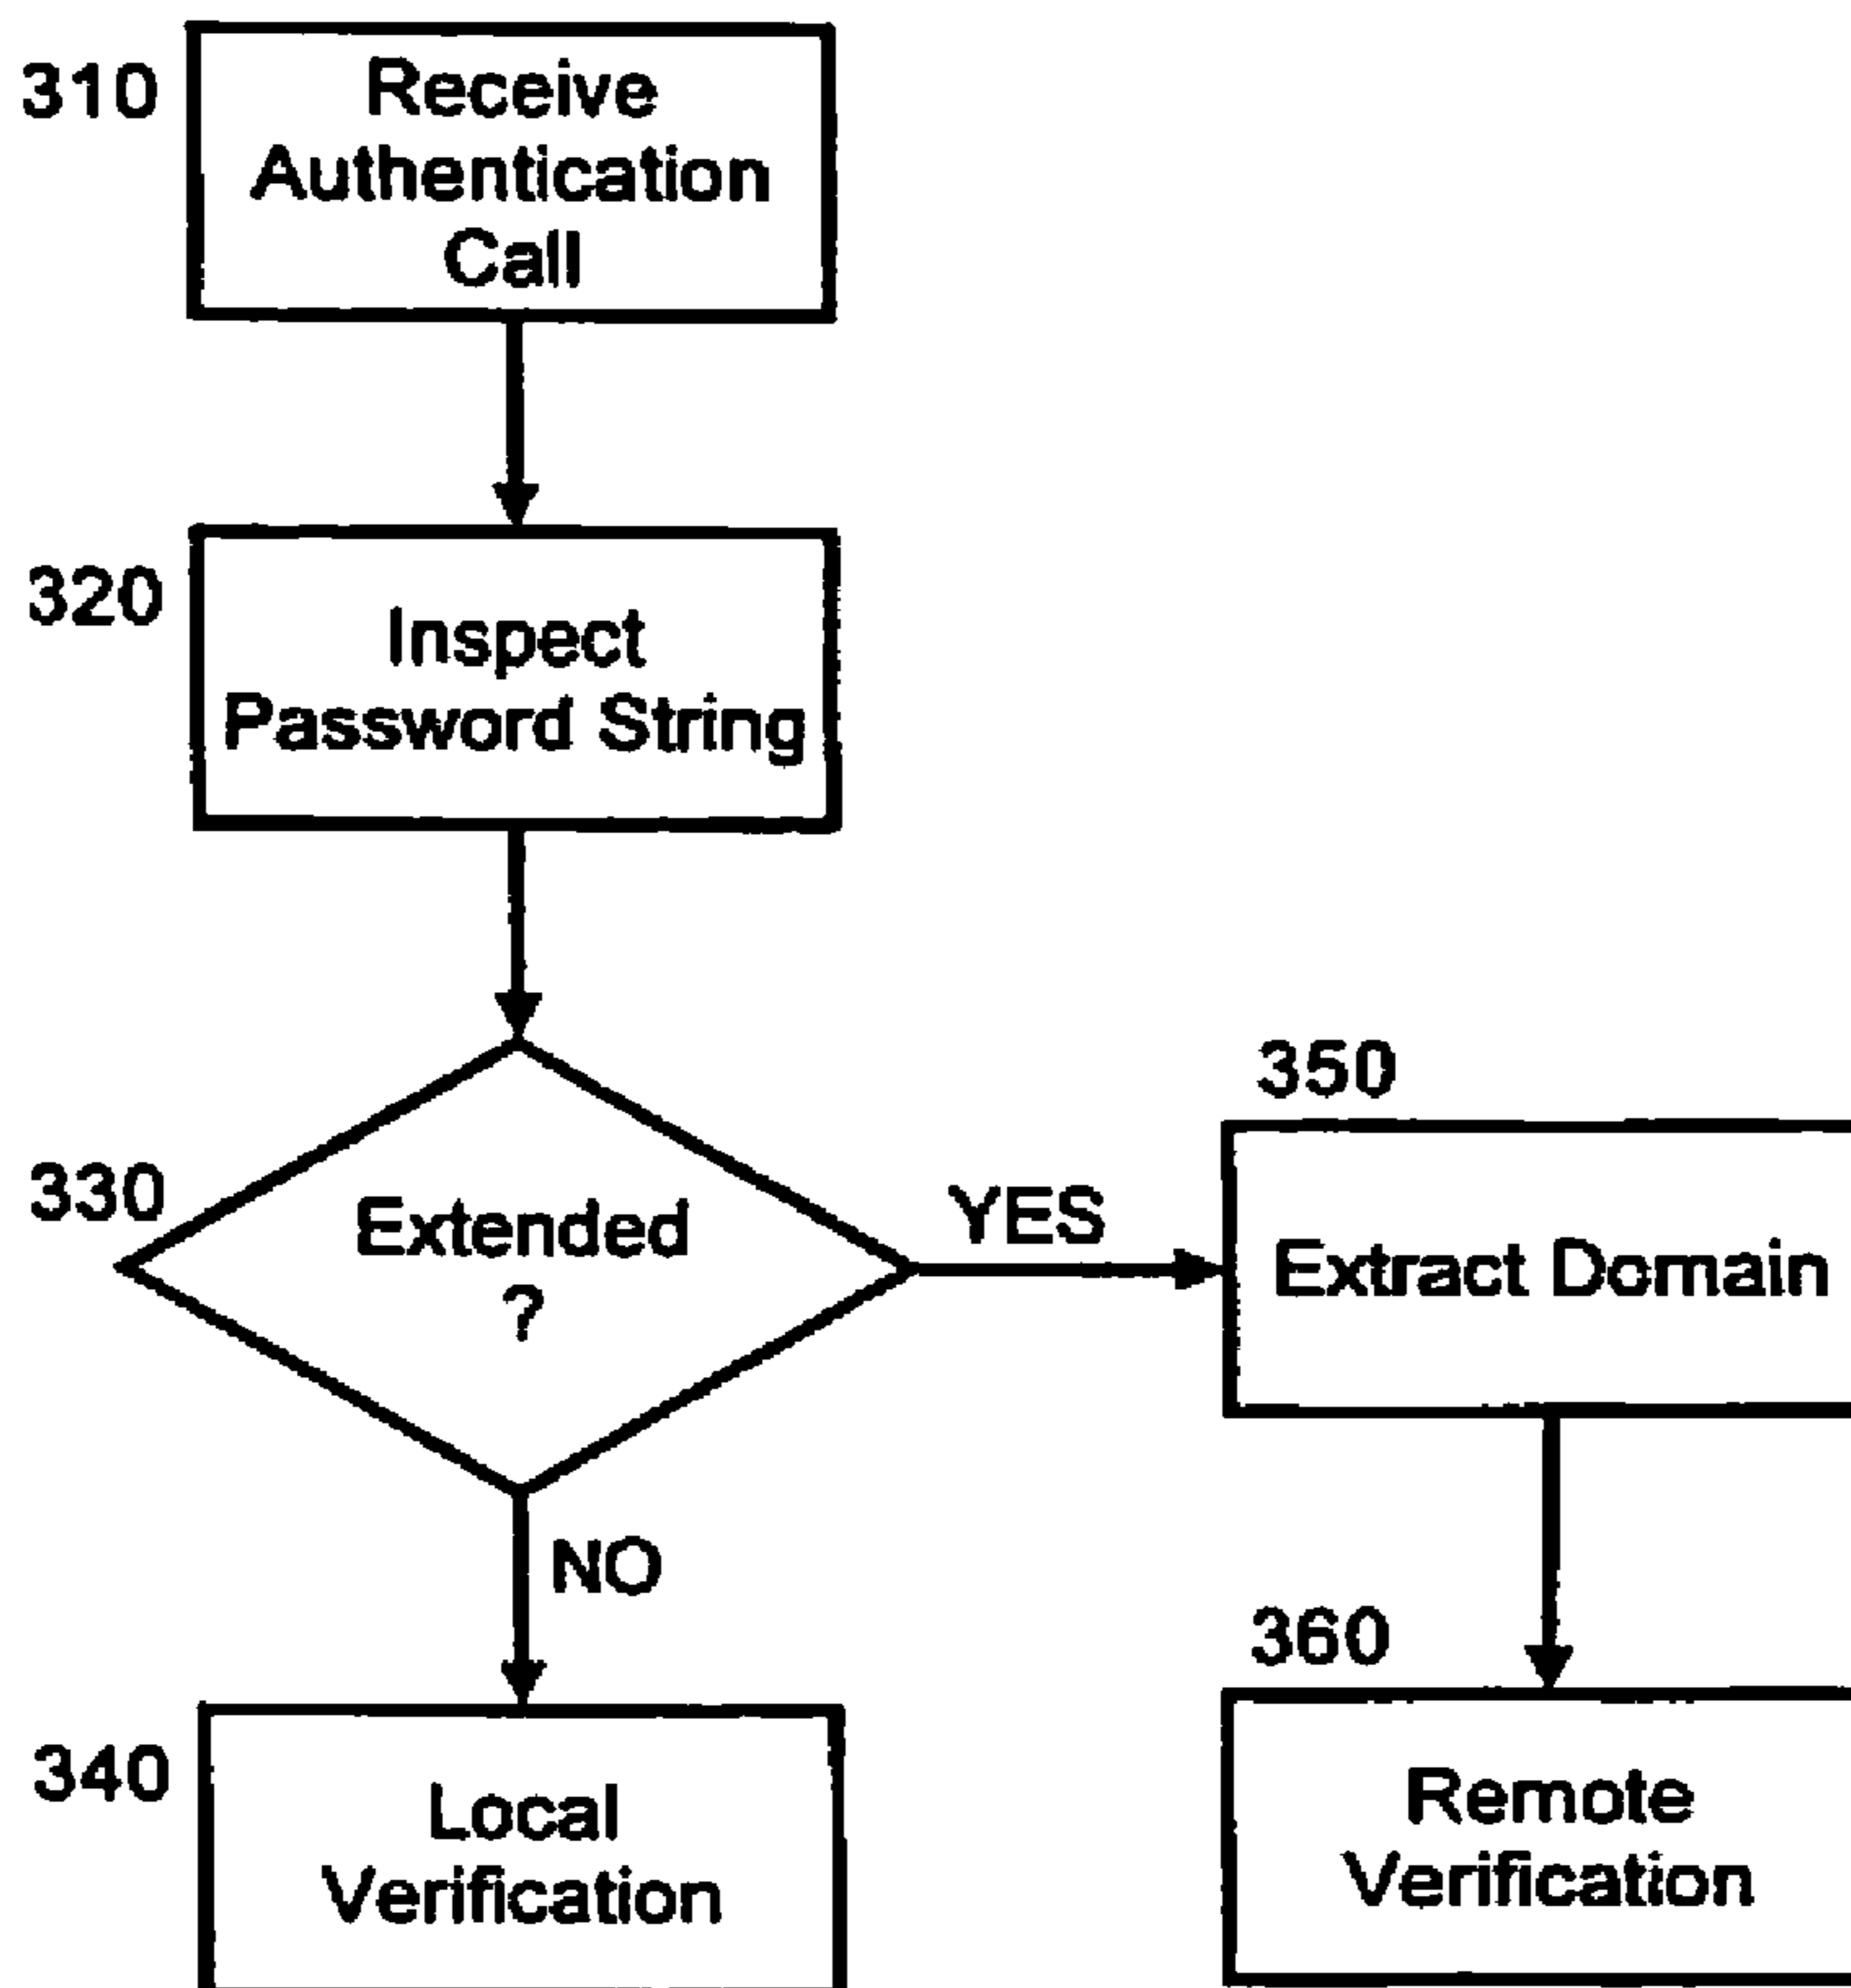 310
Receive
Authentication
Call
320
Inspect
Password String
330
Extended
?
YES
350
Extract Domain
NO
340
Local
Verification
360
Remote
Verification